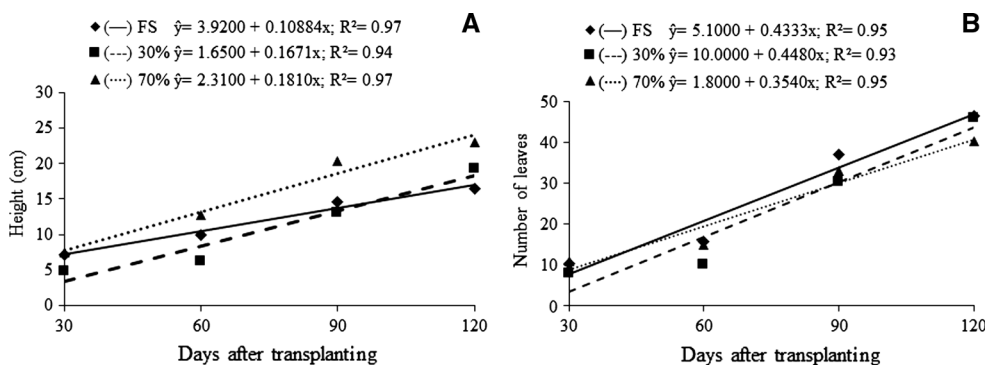 A
(—) FS ŷ= 3.9200 + 0.10884x; R²= 0.97
(---) 30% ŷ= 1.6500 + 0.1671x; R²= 0.94
(····) 70% ŷ= 2.3100 + 0.1810x; R²= 0.97
Height (cm)
30
25
20
15
10
5
0
30 60 90 120
Days after transplanting
B
(—) FS ŷ= 5.1000 + 0.4333x; R²= 0.95
(---) 30% ŷ= 10.0000 + 0.4480x; R²= 0.93
(····) 70% ŷ= 1.8000 + 0.3540x; R²= 0.95
Number of leaves
50
40
30
20
10
0
30 60 90 120
Days after transplanting